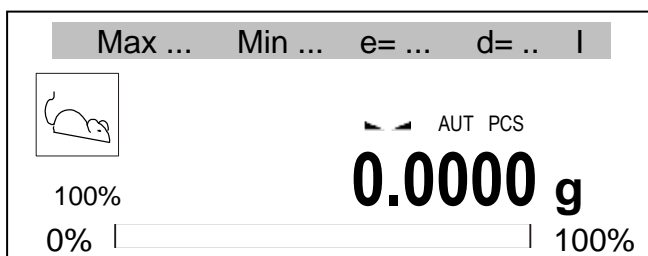 Max ... Min ... e= ... d= .. I
AUT PCS
0.0000 g
100%
0% 100%